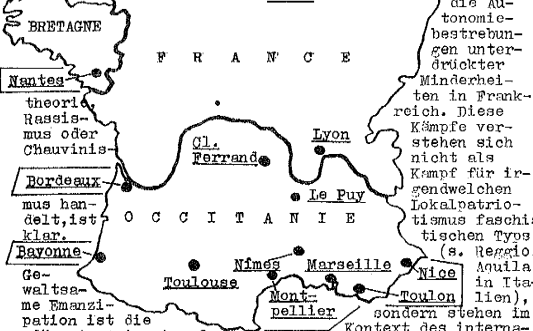 BRETAGNE
F R A N C E
Nantes
theorie,
Rassis-
mus oder
Chauvinis-
Cl.
Ferrand
Lyon
Bordeaux
Le Puy
mus han-
delt, ist
klar.
O C C I T A N I E
Bayonne
Toulouse
Nîmes
Marseille
Nice
Mont-
pellier
Toulon
Ge-
waltsa-
me Emanzi-
pation ist die
die Au-
tonomie-
bestrebun-
gen unter-
drückter
Minderhei-
ten in Frank-
reich. Diese
Kämpfe ver-
stehen sich
nicht als
Kampf für ir-
gendwelchen
Lokalpatrio-
tismus faschis
tischen Typs
(s. Reggio
Aquila
in Ita-
lien),
sondern stehen im
Kontext des interna-